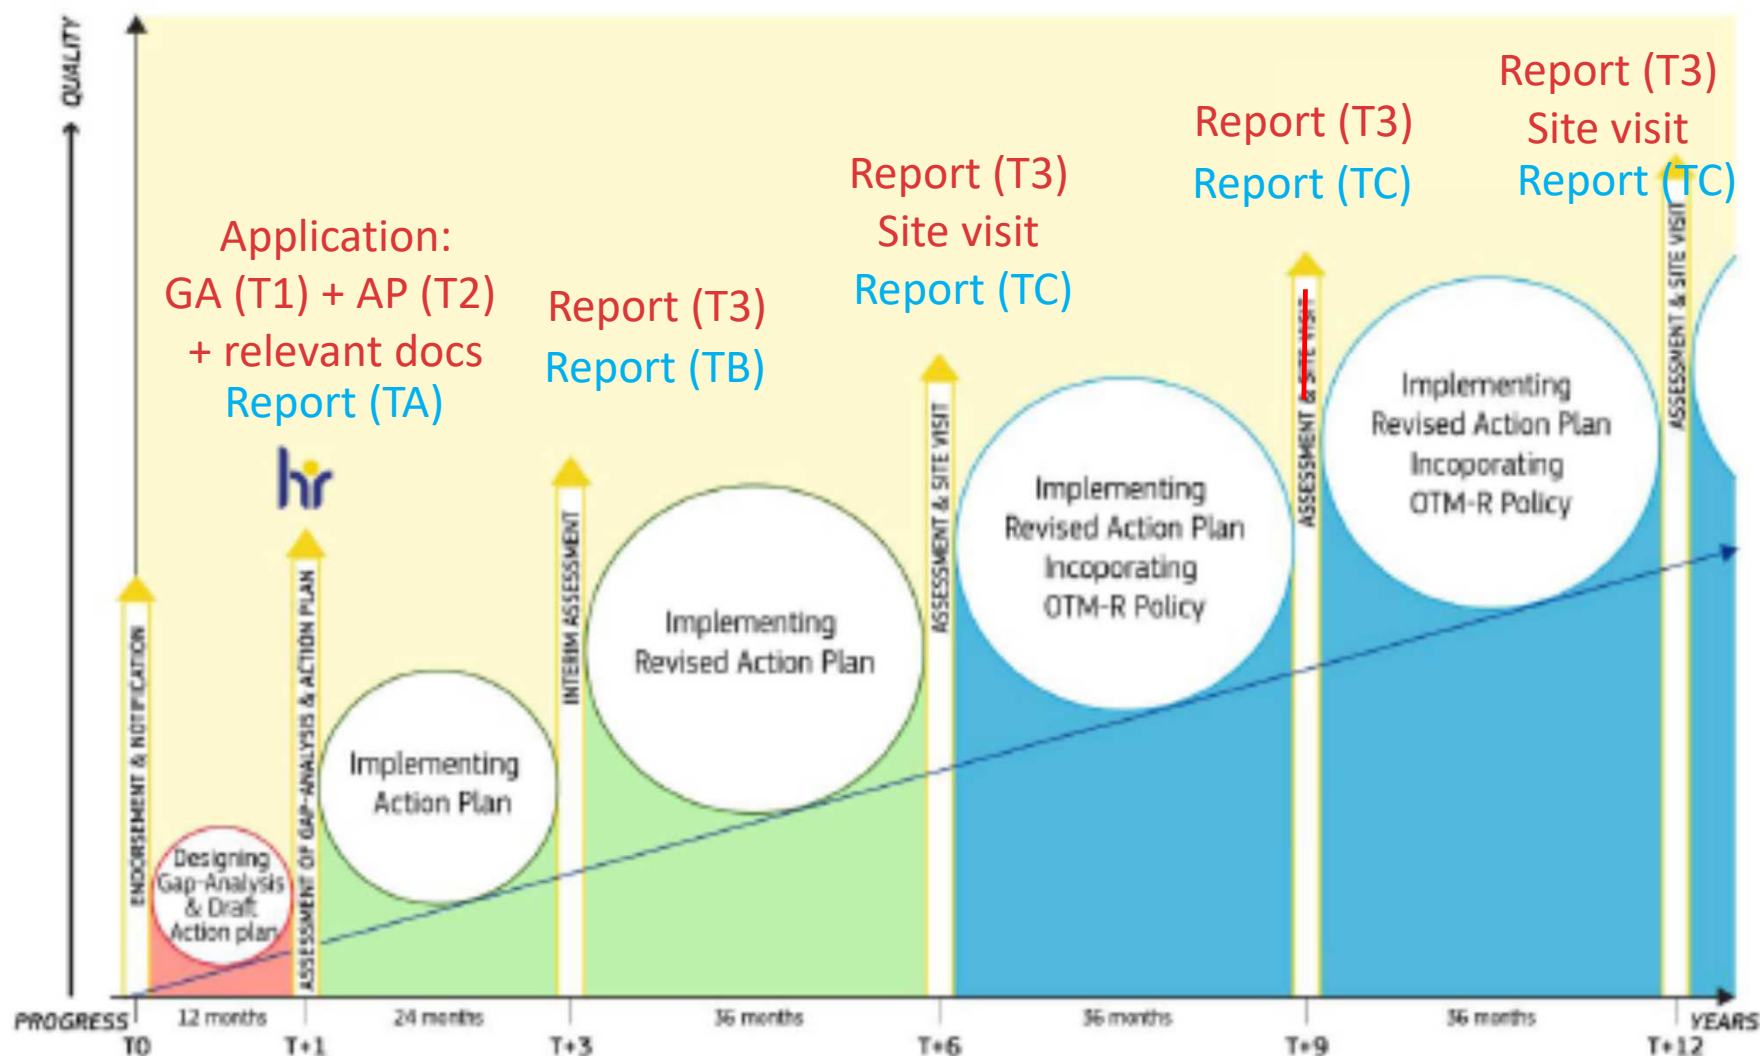 QUALITY
Report (T3)
Site visit
Report (TC)
Report (T3)
Report (TC)
Report (T3)
Site visit
Report (TC)
Application:
GA (T1) + AP (T2)
+ relevant docs
Report (TA)
Report (T3)
Report (TB)
hr
ENDORSEMENT & NOTIFICATION
Designing
Gap-Analysis
& Draft
Action plan
ASSESSMENT OF GAP-ANALYSIS & ACTION PLAN
Implementing
Action Plan
INTERIM ASSESSMENT
Implementing
Revised Action Plan
ASSESSMENT & SITE VISIT
Implementing
Revised Action Plan
Incoporating
OTM-R Policy
ASSESSMENT & SITE VISIT
Implementing
Revised Action Plan
Incoporating
OTM-R Policy
ASSESSMENT & SITE VISIT
PROGRESS
12 months
24 months
36 months
36 months
36 months
YEARS
T0
T+1
T+3
T+6
T+9
T+12